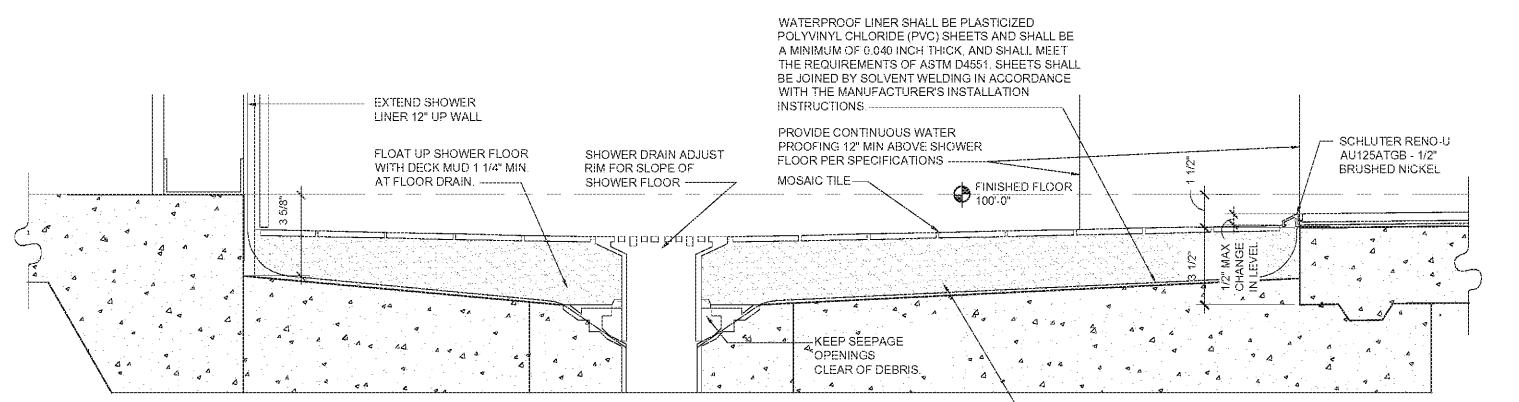 WATERPROOF LINER SHALL BE PLASTICIZED
POLYVINYL CHLORIDE (PVC) SHEETS AND SHALL BE
A MINIMUM OF 0.040 INCH THICK, AND SHALL MEET
THE REQUIREMENTS OF ASTM D4551. SHEETS SHALL
BE JOINED BY SOLVENT WELDING IN ACCORDANCE
WITH THE MANUFACTURER'S INSTALLATION
INSTRUCTIONS.
EXTEND SHOWER
LINER 12" UP WALL
FLOAT UP SHOWER FLOOR
WITH DECK MUD 1 1/4" MIN.
AT FLOOR DRAIN.
SHOWER DRAIN ADJUST
RIM FOR SLOPE OF
SHOWER FLOOR
PROVIDE CONTINUOUS WATER
PROOFING 12" MIN ABOVE SHOWER
FLOOR PER SPECIFICATIONS
MOSAIC TILE
FINISHED FLOOR
100'-0"
SCHLUTER RENO-U
AU125ATGB - 1/2"
BRUSHED NICKEL
3 5/8"
1 1/2"
3 1/2"
1/2" MAX
CHANGE
IN LEVEL
KEEP SEEPAGE
OPENINGS
CLEAR OF DEBRIS.